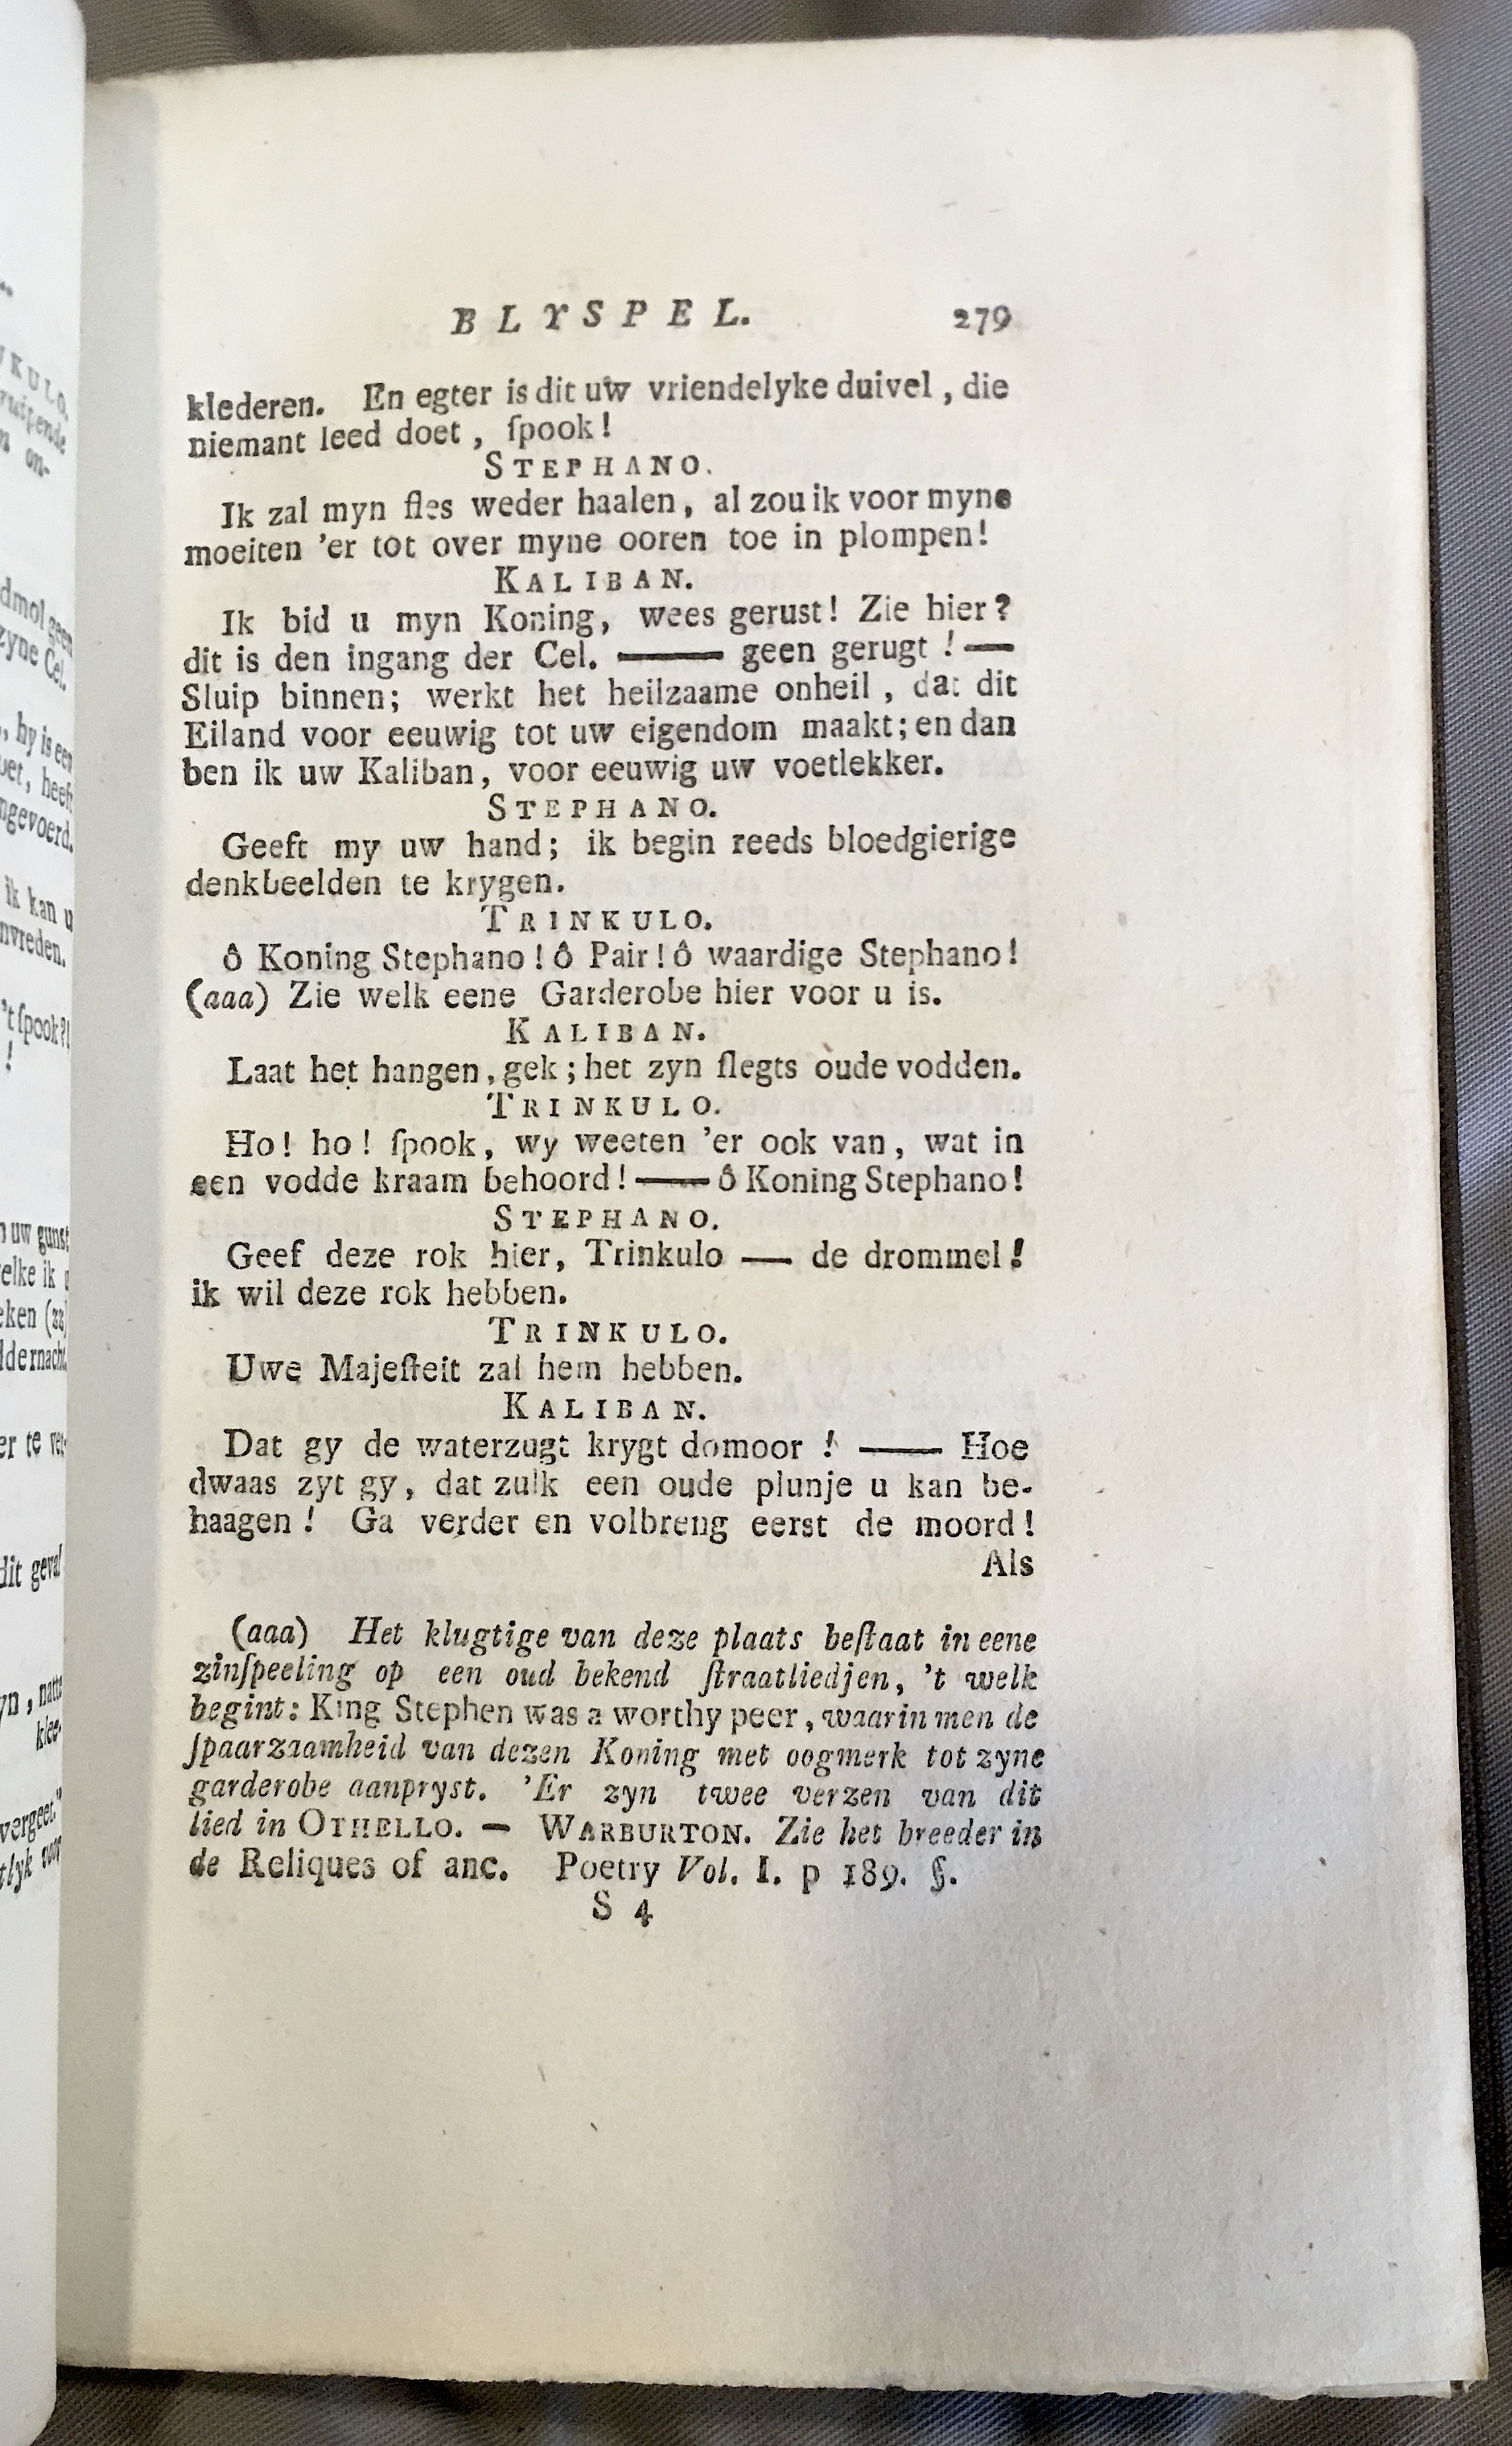 BLYSPEL. 279
klederen. En egter is dit uw vriendelyke duivel, die
niemant leed doet, ſpook!
STEPHANO.
Ik zal myn fles weder haalen, al zou ik voor myne
moeiten 'er tot over myne ooren toe in plompen!
KALIBAN.
Ik bid u myn Koning, wees gerust! Zie hier?
dit is den ingang der Cel. —— geen gerugt! —
Sluip binnen; werkt het heilzaame onheil, dat dit
Eiland voor eeuwig tot uw eigendom maakt; en dan
ben ik uw Kaliban, voor eeuwig uw voetlekker.
STEPHANO.
Geeft my uw hand; ik begin reeds bloedgierige
denkbeelden te krygen.
TRINKULO.
ô Koning Stephano! ô Pair! ô waardige Stephano!
(aaa) Zie welk eene Garderobe hier voor u is.
KALIBAN.
Laat het hangen, gek; het zyn ſlegts oude vodden.
TRINKULO.
Ho! ho! ſpook, wy weeten 'er ook van, wat in
een vodde kraam behoord! —— ô Koning Stephano!
STEPHANO.
Geef deze rok hier, Trinkulo — de drommel!
ik wil deze rok hebben.
TRINKULO.
Uwe Majeſteit zal hem hebben.
KALIBAN.
Dat gy de waterzugt krygt domoor! —— Hoe
dwaas zyt gy, dat zulk een oude plunje u kan be-
haagen! Ga verder en volbreng eerst de moord!
Als
(aaa) Het klugtige van deze plaats beſtaat in eene
zinſpeeling op een oud bekend ſtraatliedjen, 't welk
begint: King Stephen was a worthy peer, waarin men de
ſpaarzaamheid van dezen Koning met oogmerk tot zyne
garderobe aanpryst. 'Er zyn twee verzen van dit
lied in OTHELLO. — WARBURTON. Zie het breeder in
de Reliques of anc. Poetry Vol. I. p 189. §.
S 4